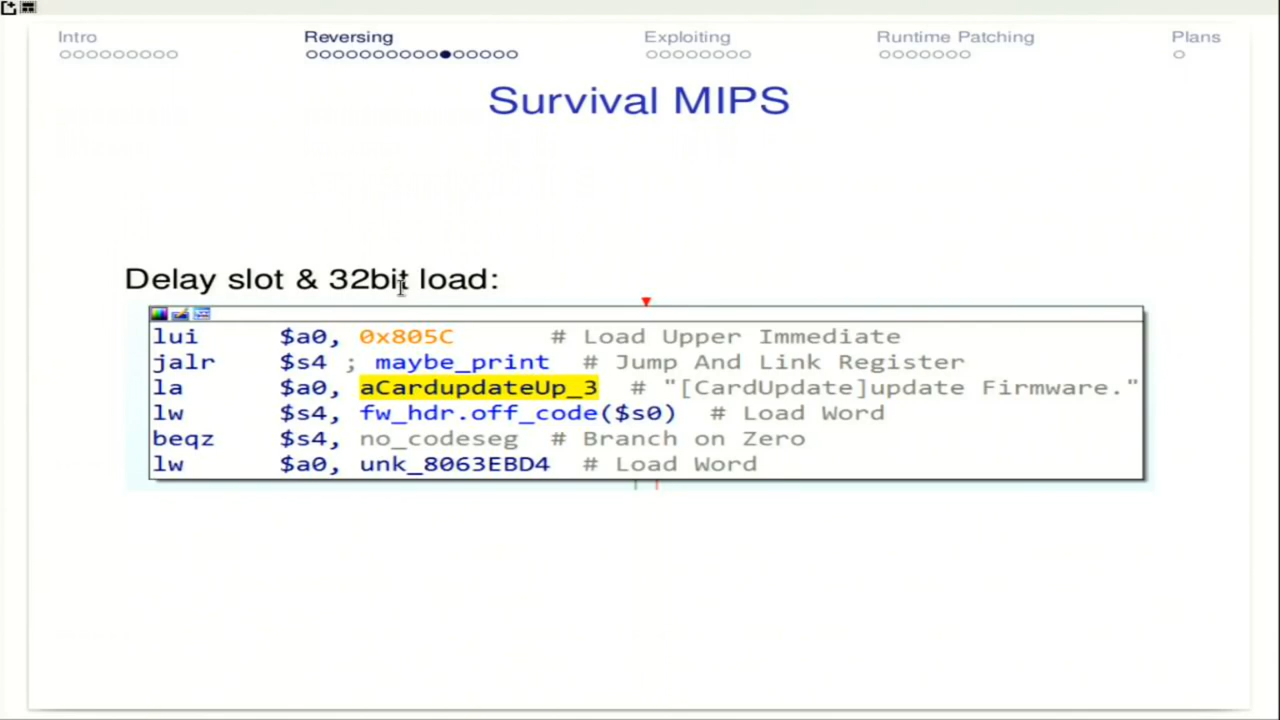 Intro Reversing Exploiting Runtime Patching Plans
Survival MIPS
Delay slot & 32bit load:
lui $a0, 0x805C # Load Upper Immediate
jalr $s4 ; maybe_print # Jump And Link Register
la $a0, aCardupdateUp_3 # "[CardUpdate]update Firmware."
lw $s4, fw_hdr.off_code($s0) # Load Word
beqz $s4, no_codeseg # Branch on Zero
lw $a0, unk_8063EBD4 # Load Word